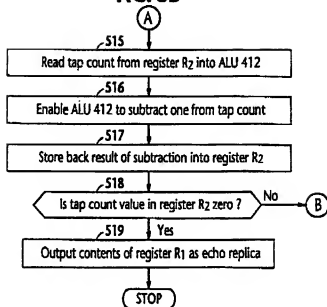 A
S15
Read tap count from register R2 into ALU 412
S16
Enable ALU 412 to subtract one from tap count
S17
Store back result of subtraction into register R2
S18
Is tap count value in register R2 zero ?
No
B
Yes
S19
Output contents of register R1 as echo replica
STOP